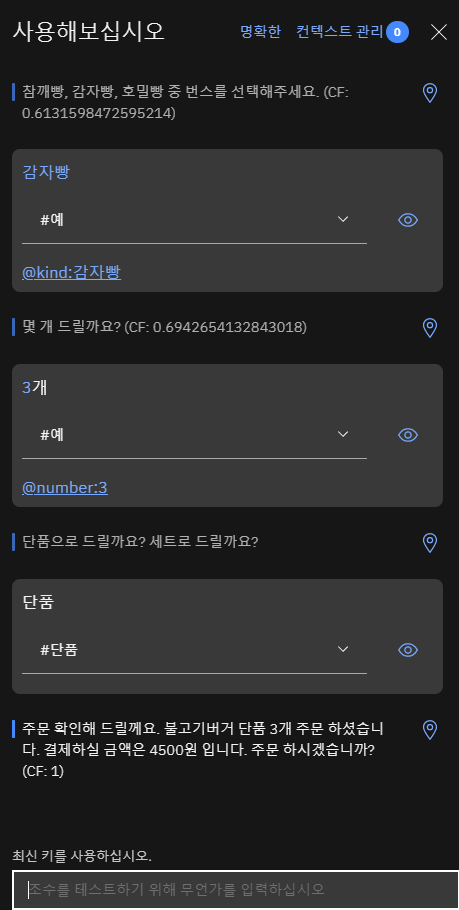 사용해보십시오
명확한 컨텍스트 관리 0
참깨빵, 감자빵, 호밀빵 중 번스를 선택해주세요. (CF:
0.6131598472595214)
감자빵
#예
@kind:감자빵
몇 개 드릴까요? (CF: 0.6942654132843018)
3개
#예
@number:3
단품으로 드릴까요? 세트로 드릴까요?
단품
#단품
주문 확인해 드릴께요. 불고기버거 단품 3개 주문 하셨습니
다. 결제하실 금액은 4500원 입니다. 주문 하시겠습니까?
(CF: 1)
최신 키를 사용하십시오.
조수를 테스트하기 위해 무언가를 입력하십시오